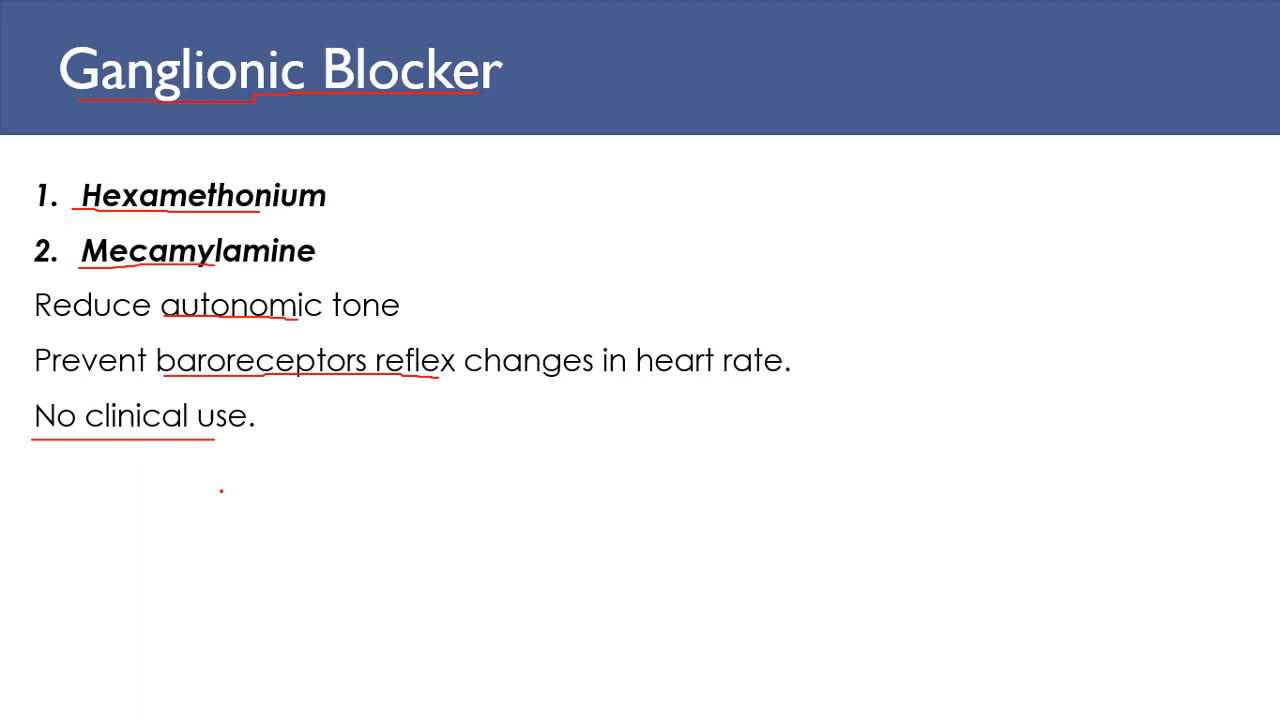 Ganglionic Blocker
1. Hexamethonium
2. Mecamylamine
Reduce autonomic tone
Prevent baroreceptors reflex changes in heart rate.
No clinical use.